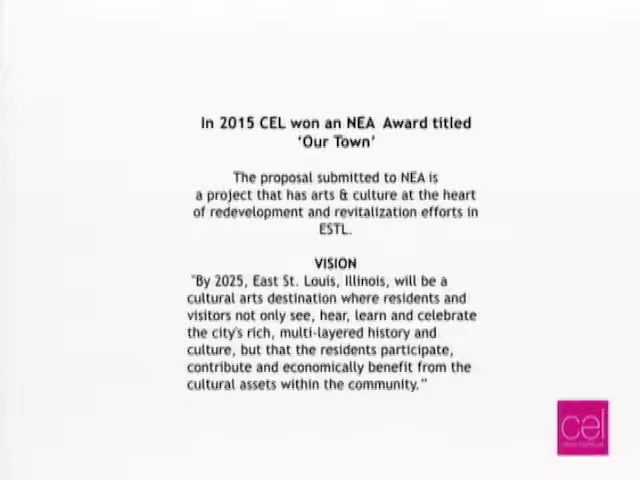 In 2015 CEL won an NEA Award titled
‘Our Town’
The proposal submitted to NEA is
a project that has arts & culture at the heart
of redevelopment and revitalization efforts in
ESTL.
VISION
"By 2025, East St. Louis, Illinois, will be a
cultural arts destination where residents and
visitors not only see, hear, learn and celebrate
the city's rich, multi-layered history and
culture, but that the residents participate,
contribute and economically benefit from the
cultural assets within the community.”
cel